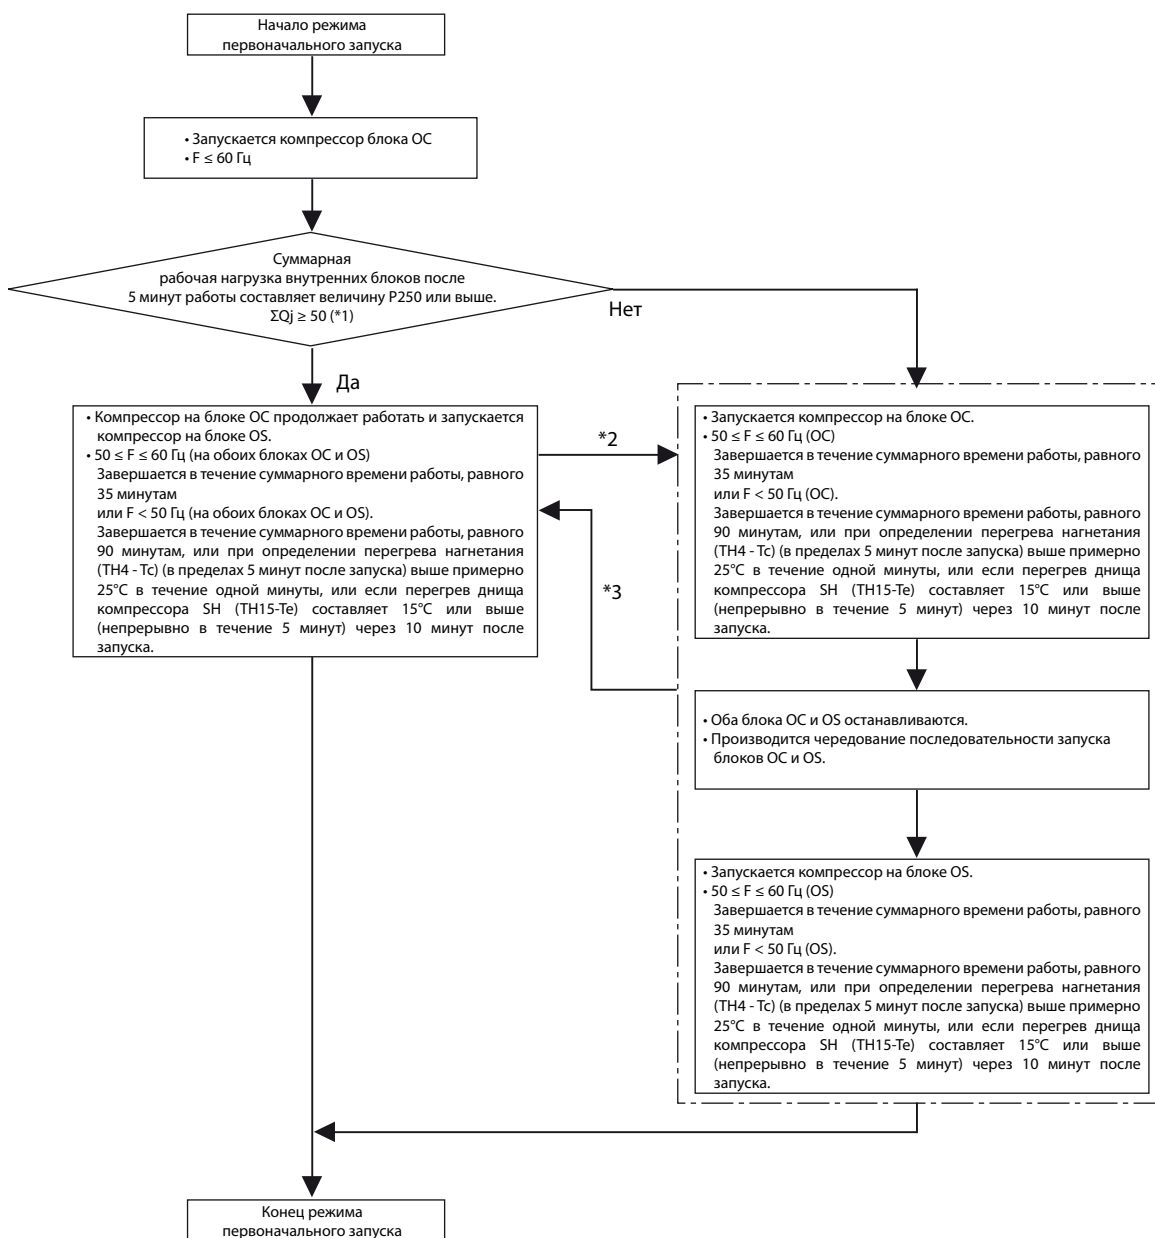 Начало режима
первоначального запуска
• Запускается компрессор блока OC
• F ≤ 60 Гц
Суммарная
рабочая нагрузка внутренних блоков после
5 минут работы составляет величину P250 или выше.
ΣQj ≥ 50 (*1)
Нет
Да
• Компрессор на блоке OC продолжает работать и запускается
компрессор на блоке OS.
• 50 ≤ F ≤ 60 Гц (на обоих блоках OC и OS)
Завершается в течение суммарного времени работы, равного
35 минутам
или F < 50 Гц (на обоих блоках OC и OS).
Завершается в течение суммарного времени работы, равного
90 минутам, или при определении перегрева нагнетания
(TH4 - Tc) (в пределах 5 минут после запуска) выше примерно
25°C в течение одной минуты, или если перегрев днища
компрессора SH (TH15-Te) составляет 15°C или выше
(непрерывно в течение 5 минут) через 10 минут после
запуска.
*2
*3
• Запускается компрессор на блоке OC.
• 50 ≤ F ≤ 60 Гц (OC)
Завершается в течение суммарного времени работы, равного
35 минутам
или F < 50 Гц (OC).
Завершается в течение суммарного времени работы, равного
90 минутам, или при определении перегрева нагнетания
(TH4 - Tc) (в пределах 5 минут после запуска) выше примерно
25°C в течение одной минуты, или если перегрев днища
компрессора SH (TH15-Te) составляет 15°C или выше
(непрерывно в течение 5 минут) через 10 минут после
запуска.
• Оба блока OC и OS останавливаются.
• Производится чередование последовательности запуска
блоков OC и OS.
• Запускается компрессор на блоке OS.
• 50 ≤ F ≤ 60 Гц (OS)
Завершается в течение суммарного времени работы, равного
35 минутам
или F < 50 Гц (OS).
Завершается в течение суммарного времени работы, равного
90 минутам, или при определении перегрева нагнетания
(TH4 - Tc) (в пределах 5 минут после запуска) выше примерно
25°C в течение одной минуты, или если перегрев днища
компрессора SH (TH15-Te) составляет 15°C или выше
(непрерывно в течение 5 минут) через 10 минут после
запуска.
Конец режима
первоначального запуска